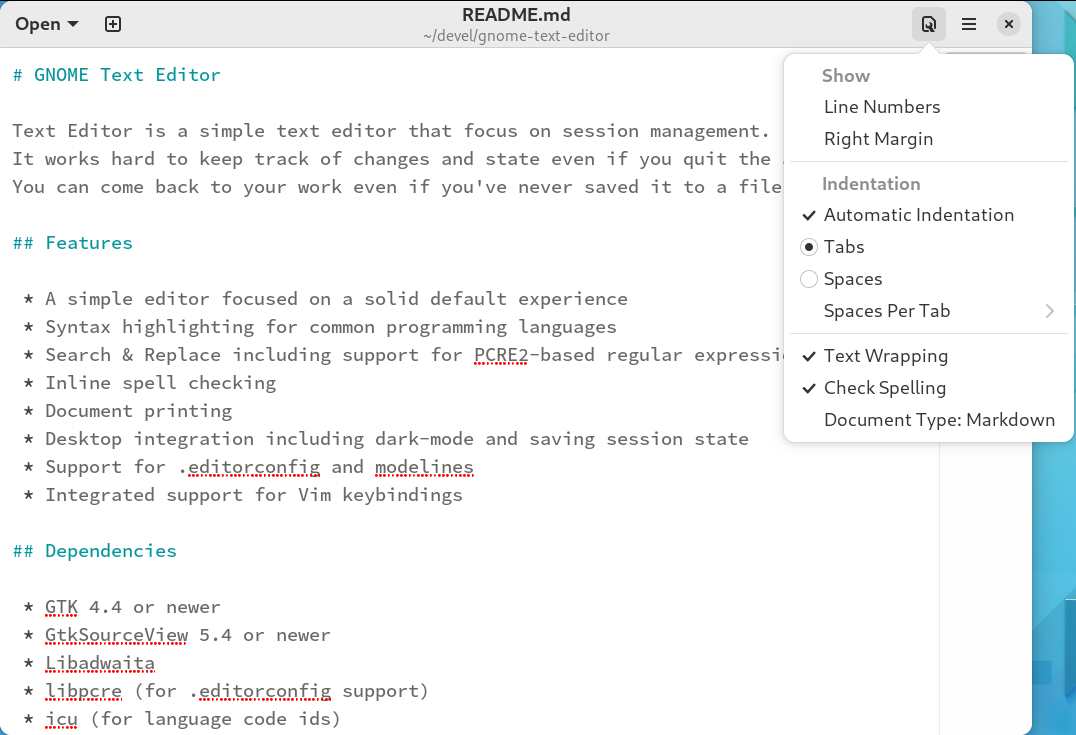 Open
README.md
~/devel/gnome-text-editor
# GNOME Text Editor
Text Editor is a simple text editor that focus on session management.
It works hard to keep track of changes and state even if you quit the
You can come back to your work even if you've never saved it to a file
## Features
* A simple editor focused on a solid default experience
* Syntax highlighting for common programming languages
* Search & Replace including support for PCRE2-based regular expressi
* Inline spell checking
* Document printing
* Desktop integration including dark-mode and saving session state
* Support for .editorconfig and modelines
* Integrated support for Vim keybindings
## Dependencies
* GTK 4.4 or newer
* GtkSourceView 5.4 or newer
* Libadwaita
* libpcre (for .editorconfig support)
* icu (for language code ids)
Show
Line Numbers
Right Margin
Indentation
Automatic Indentation
Tabs
Spaces
Spaces Per Tab
Text Wrapping
Check Spelling
Document Type: Markdown